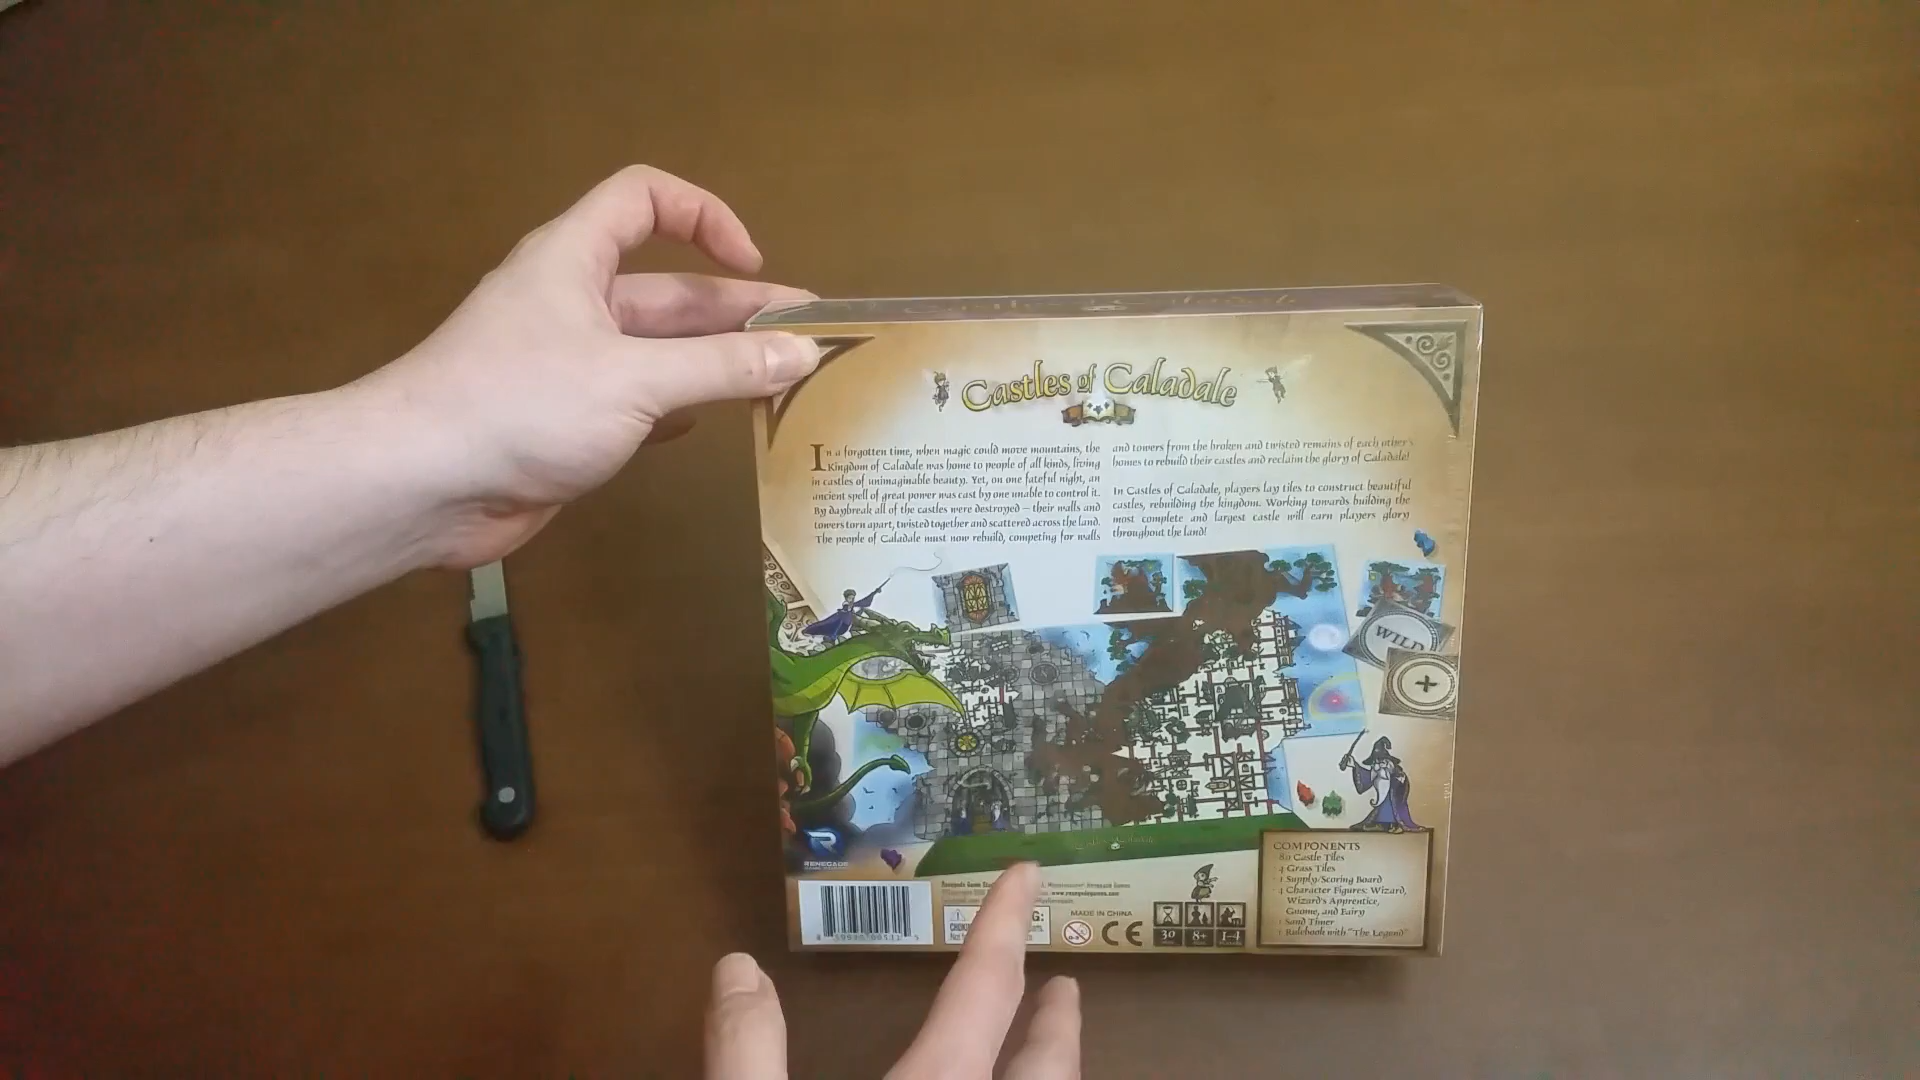 Castles of Caladale
In a forgotten time, when magic could move mountains, the
Kingdom of Caladale was home to people of all kinds, living
in castles of unimaginable beauty. Yet, on one fateful night, an
ancient spell of great power was cast by one unable to control it.
By daybreak all of the castles were destroyed – their walls and
towers torn apart, twisted together and scattered across the land.
The people of Caladale must now rebuild, competing for walls
and towers from the broken and twisted remains of each other's
homes to rebuild their castles and reclaim the glory of Caladale!
In Castles of Caladale, players lay tiles to construct beautiful
castles, rebuilding the kingdom. Working towards building the
most complete and largest castle will earn players glory
throughout the land!
WILD
+
RENEGADE
COMPONENTS
80 Castle Tiles
4 Grass Tiles
1 Supply/Scoring Board
4 Character Figures: Wizard,
Wizard's Apprentice,
Gnome, and Fairy
1 Sand Timer
1 Rulebook with "The Legend"
MADE IN CHINA
CE
30 8+ 1-4